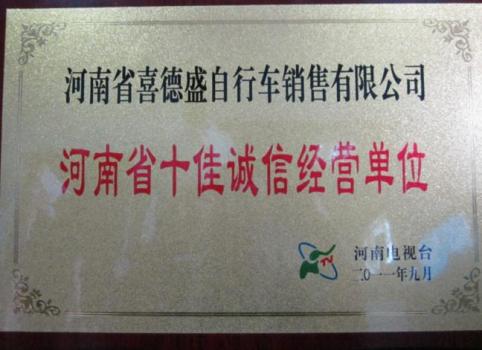 河南省喜德盛自行车销售有限公司
河南省十佳诚信经营单位
TV
河南电视台
二〇一一年九月